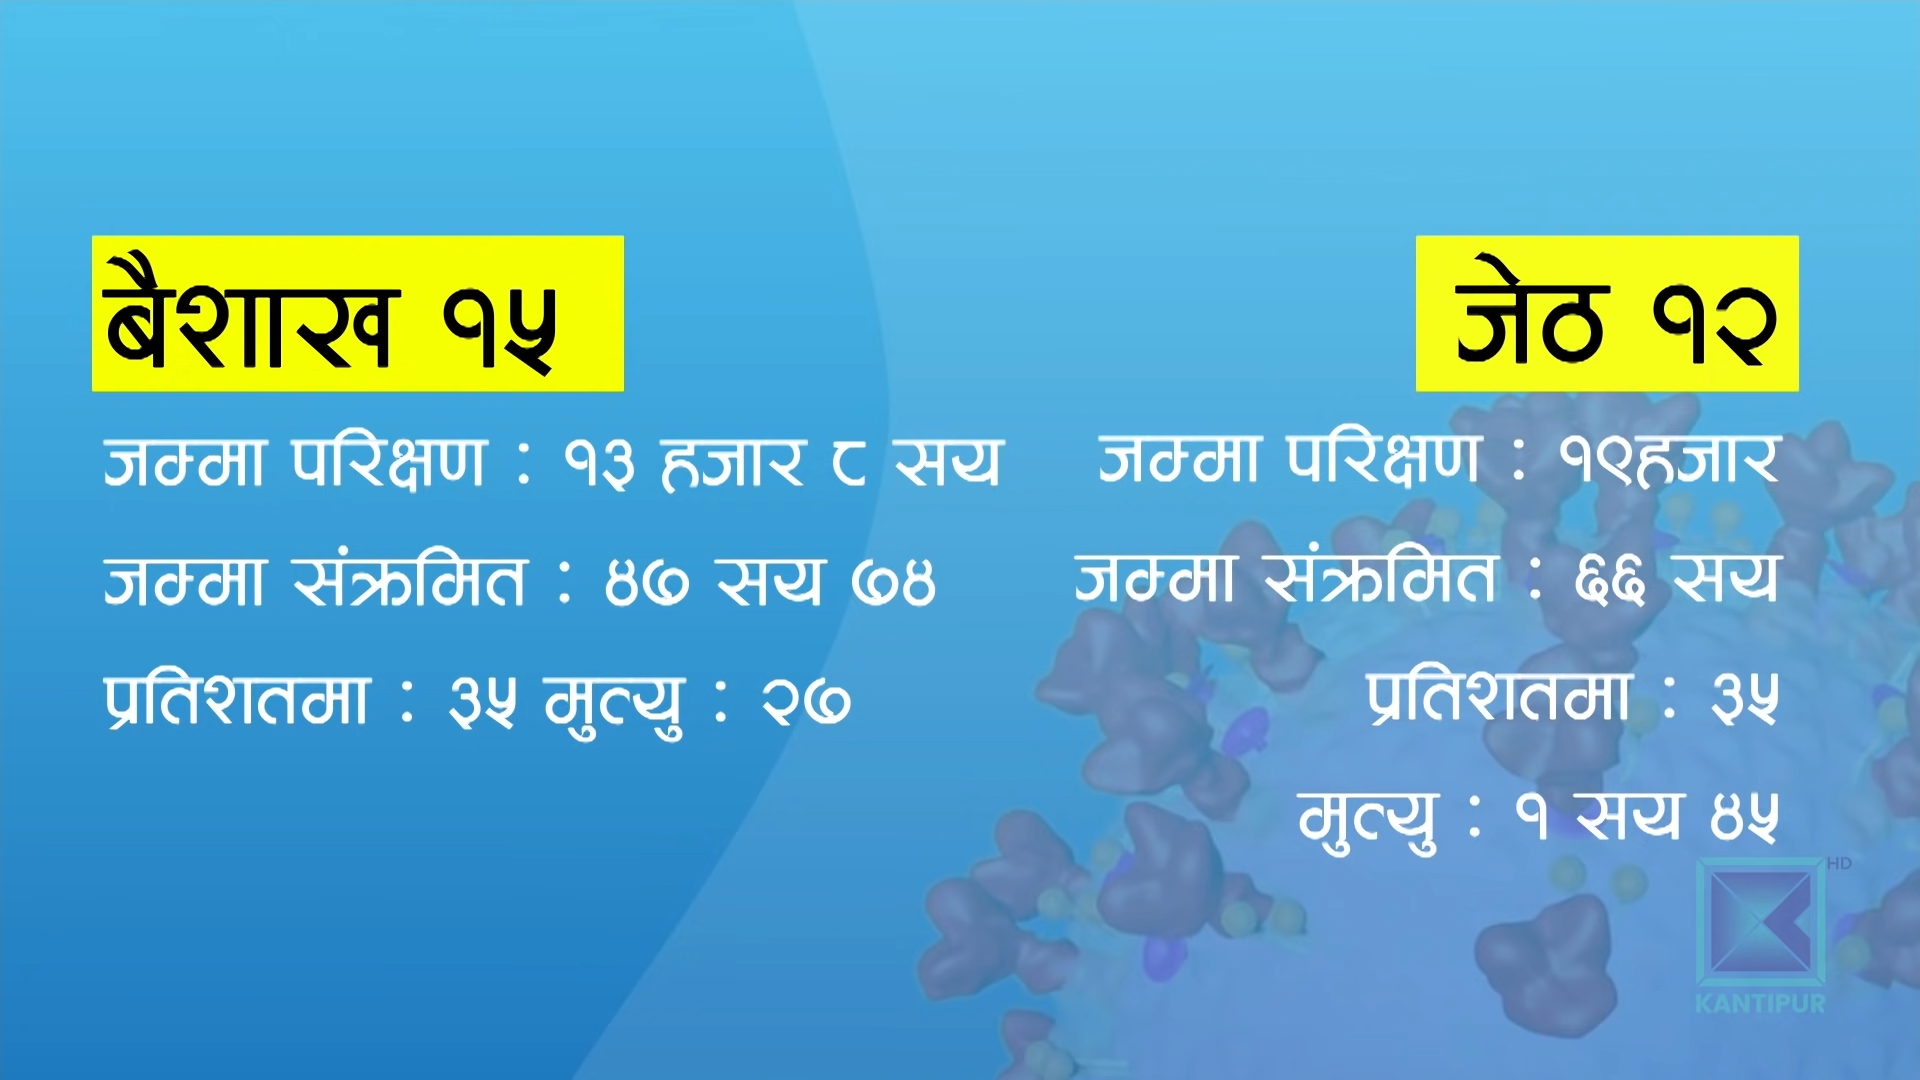 बैशाख १५
जम्मा परिक्षण : १३ हजार ८ सय
जम्मा संक्रमित : ४७ सय ७४
प्रतिशतमा : ३५ मुत्यु : २७
जेठ १२
जम्मा परिक्षण : १९हजार
जम्मा संक्रमित : ६६ सय
प्रतिशतमा : ३५
मुत्यु : १ सय ४५
HD
KANTIPUR